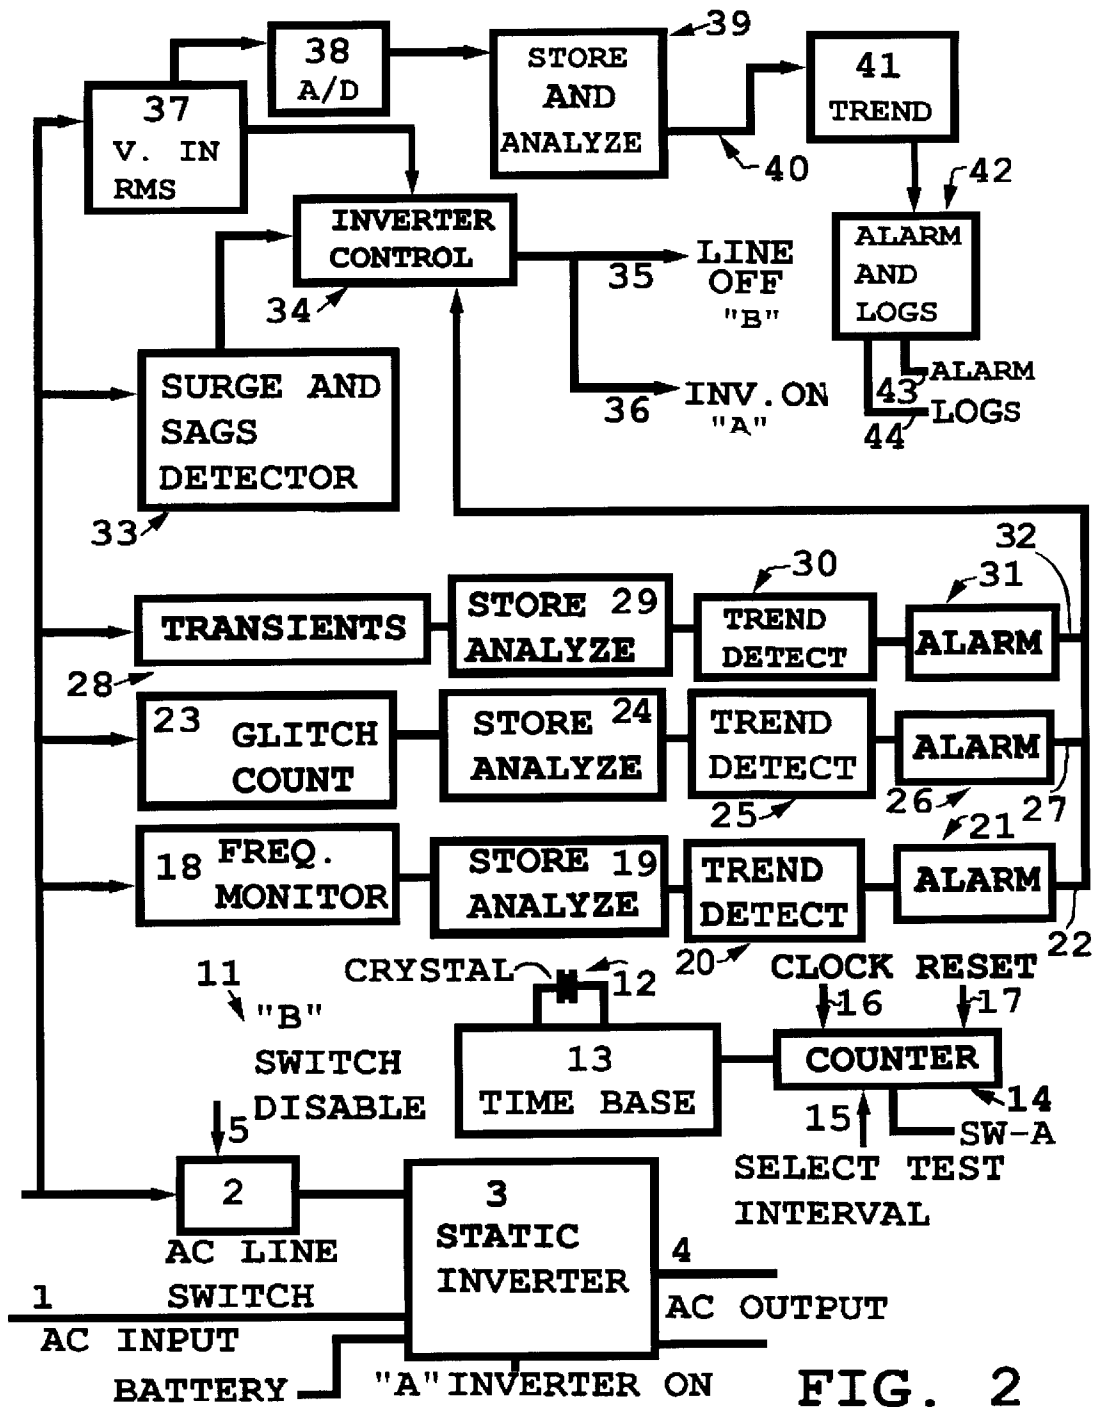 39
38
A/D
STORE
AND
ANALYZE
41
TREND
37
V. IN
RMS
40
42
INVERTER
CONTROL
34
35
LINE
OFF
"B"
ALARM
AND
LOGS
43
ALARM
44
LOGS
36
INV.ON
"A"
SURGE AND
SAGS
DETECTOR
33
32
30
31
TRANSIENTS
28
STORE 29
ANALYZE
TREND
DETECT
ALARM
23
GLITCH
COUNT
STORE 24
ANALYZE
TREND
DETECT
25
ALARM
26
27
21
18 FREQ.
MONITOR
STORE 19
ANALYZE
TREND
DETECT
20
ALARM
22
CRYSTAL
12
11
"B"
SWITCH
DISABLE
5
13
TIME BASE
CLOCK RESET
16
17
COUNTER
14
15
SW-A
SELECT TEST
INTERVAL
2
AC LINE
SWITCH
3
STATIC
INVERTER
4
AC OUTPUT
1
AC INPUT
BATTERY
"A" INVERTER ON
FIG. 2